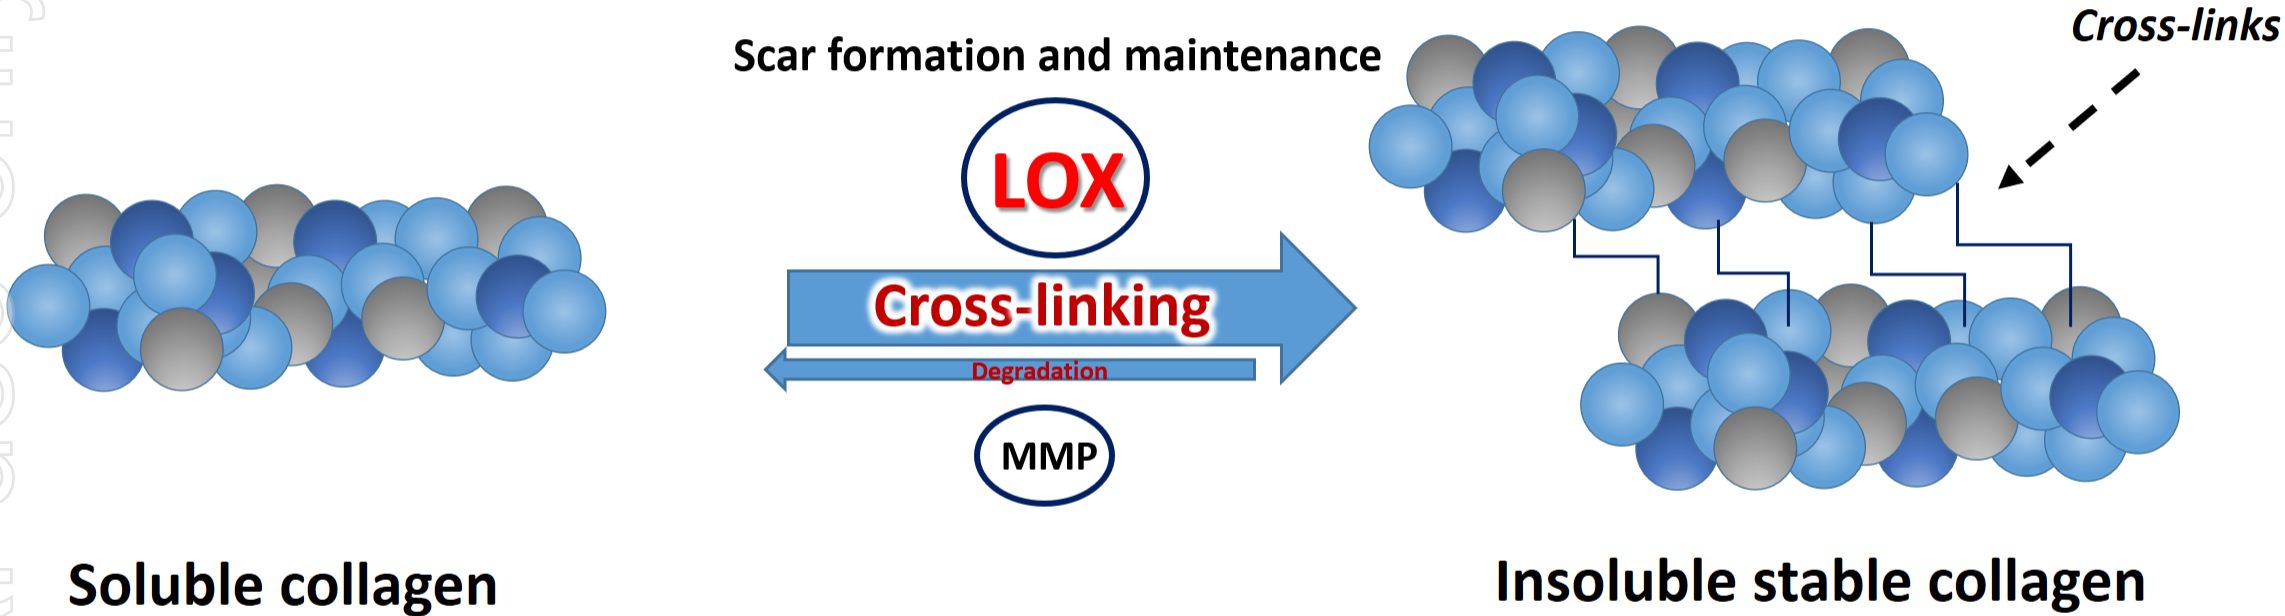 Cross-links
Scar formation and maintenance
LOX
Cross-linking
Degradation
MMP
Soluble collagen
Insoluble stable collagen